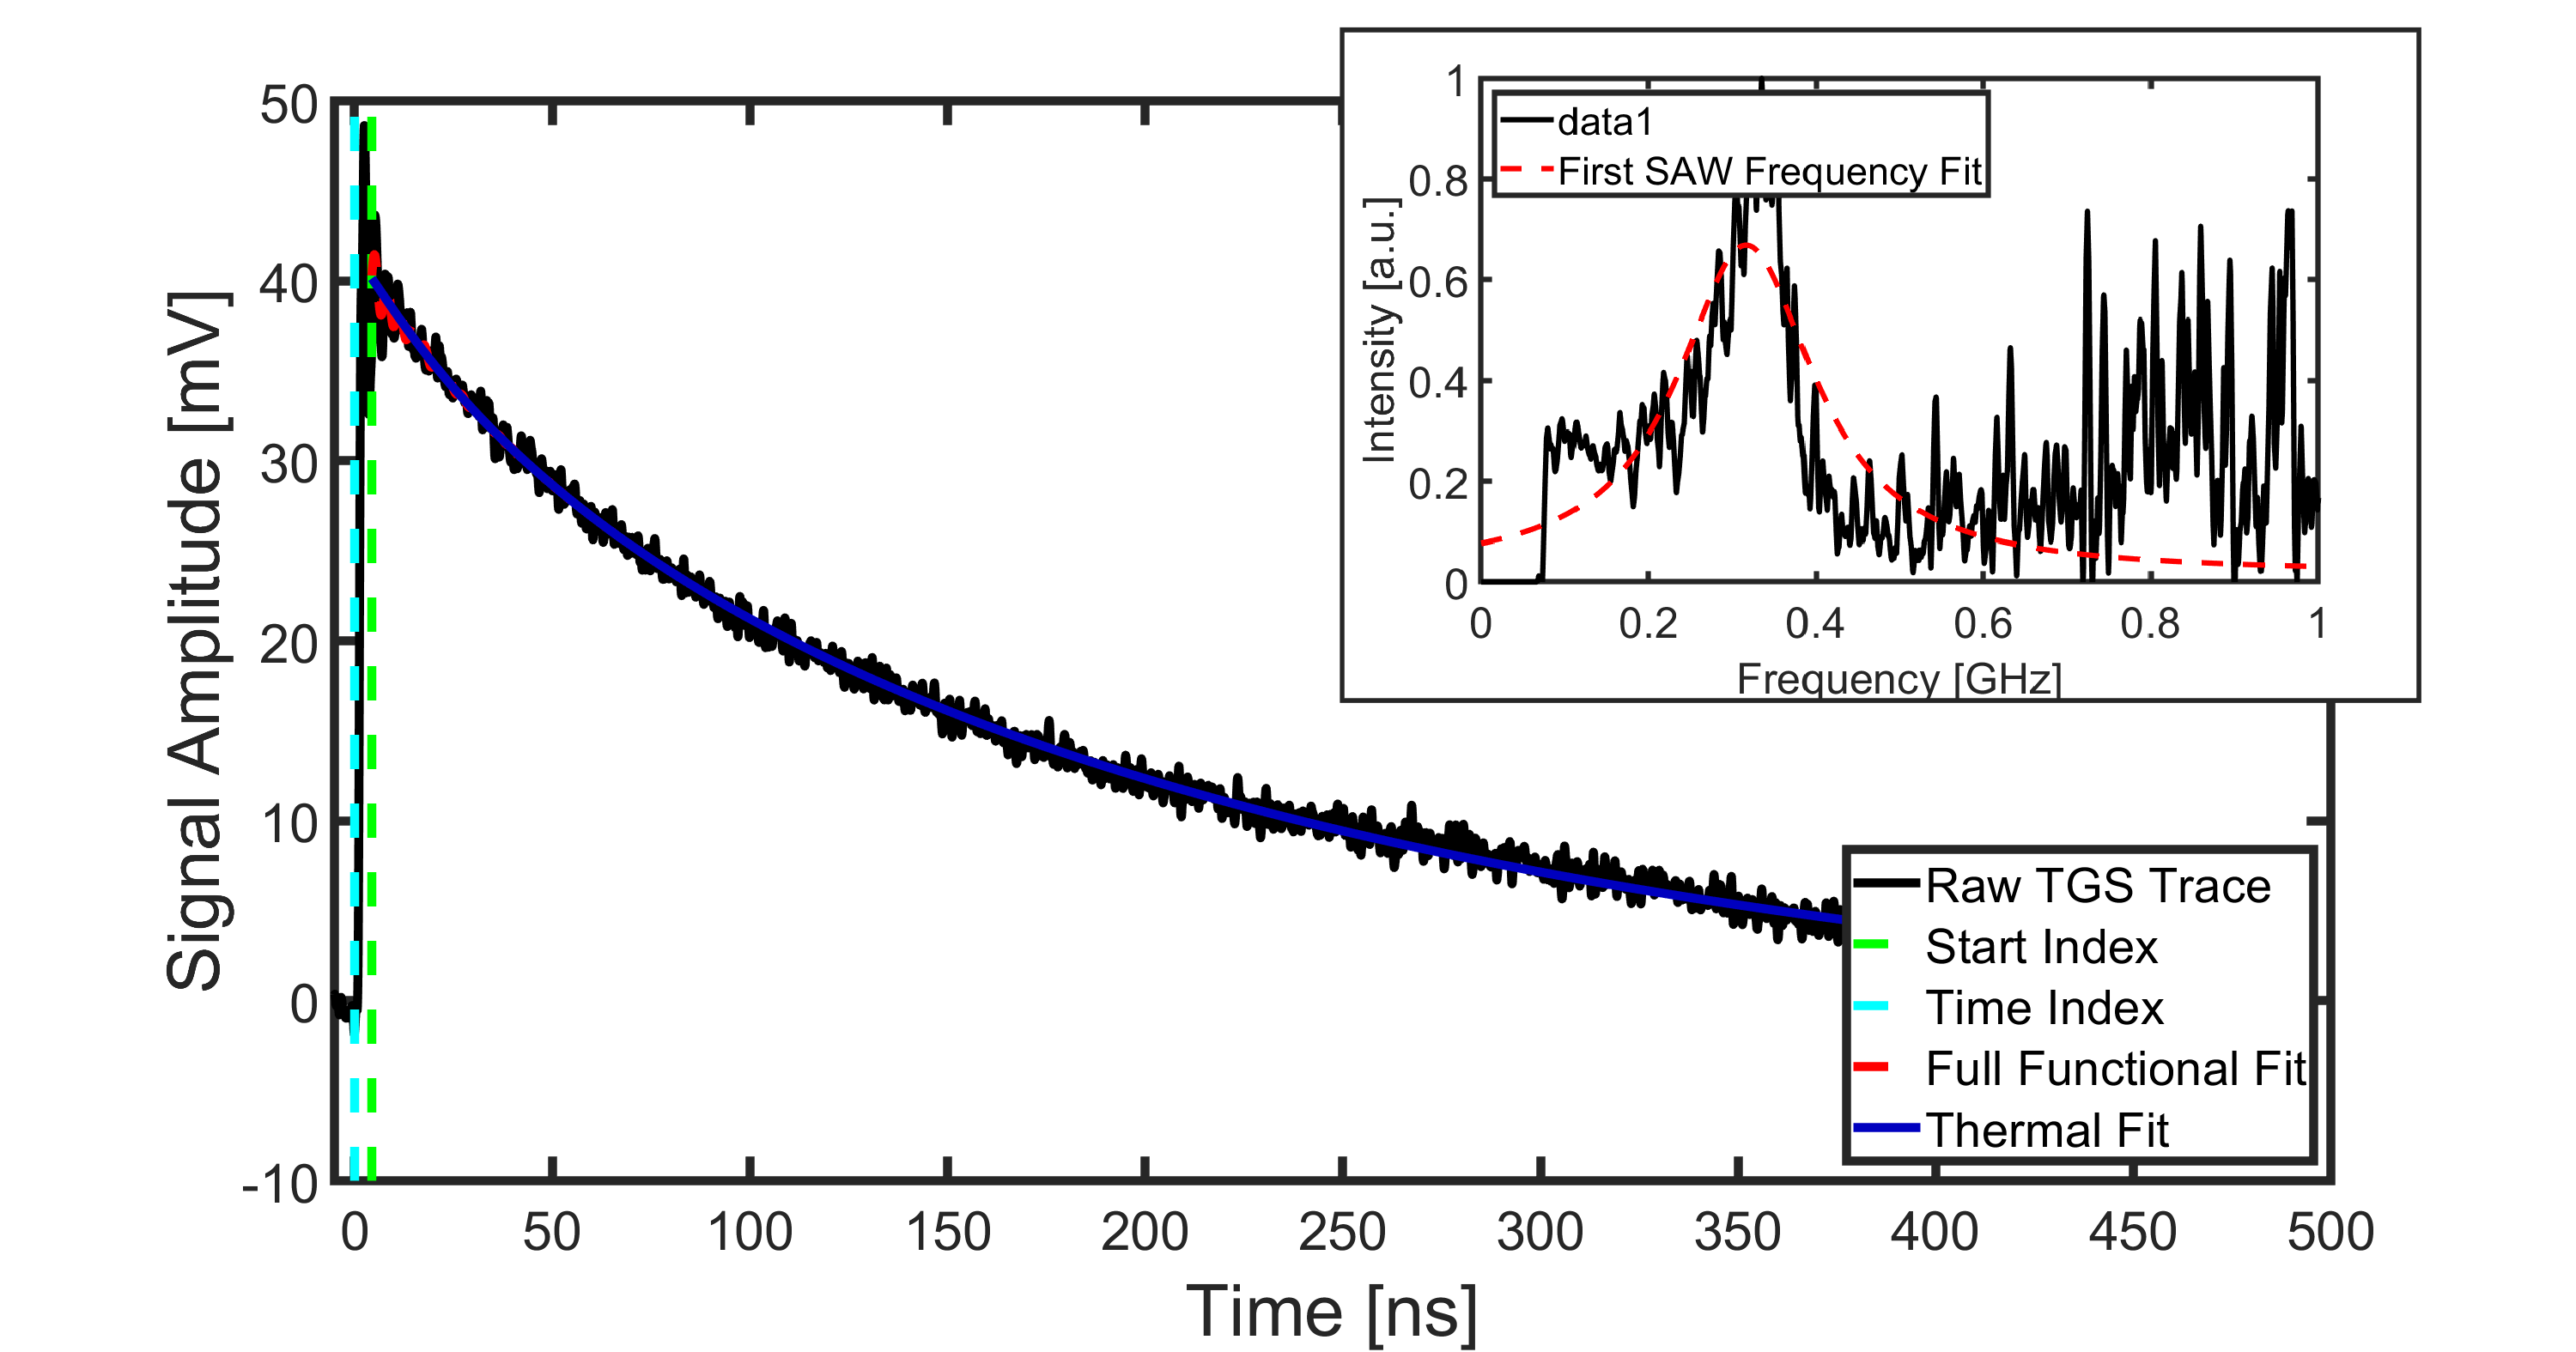 Signal Amplitude [mV]
50
40
30
20
10
0
-10
0 50 100 150 200 250 300 350 400 450 500
Time [ns]
Raw TGS Trace
Start Index
Time Index
Full Functional Fit
Thermal Fit
Intensity [a.u.]
1
0.8
0.6
0.4
0.2
0
0 0.2 0.4 0.6 0.8 1
Frequency [GHz]
data1
First SAW Frequency Fit